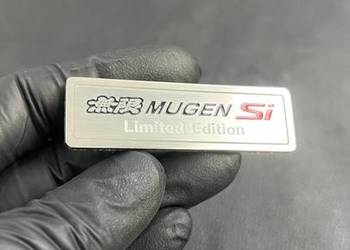 無限 MUGEN Si
Limited Edition